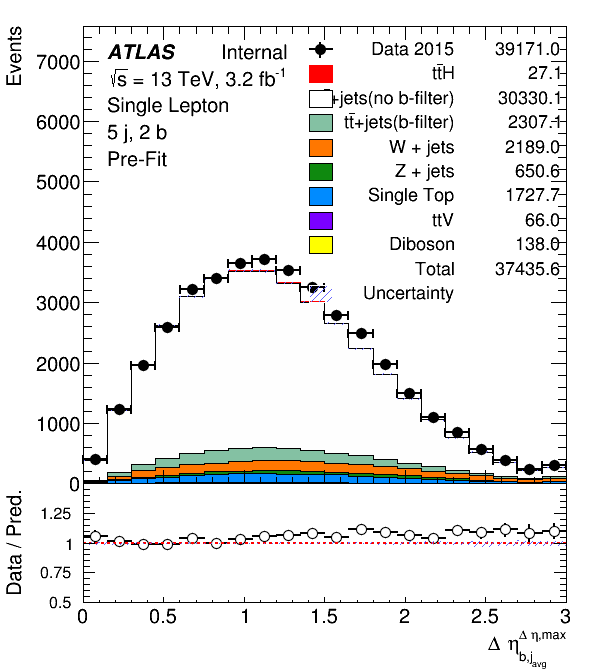 Events
ATLAS Internal
√s = 13 TeV, 3.2 fb-1
Single Lepton
5 j, 2 b
Pre-Fit
Data 2015 39171.0
tt̄H 27.1
+jets(no b-filter) 30330.1
tt̄+jets(b-filter) 2307.1
W + jets 2189.0
Z + jets 650.6
Single Top 1727.7
ttV 66.0
Diboson 138.0
Total 37435.6
Uncertainty
7000
6000
5000
4000
3000
2000
1000
0
Data / Pred.
1.25
1
0.75
0.5
0 0.5 1 1.5 2 2.5 3
Δ η Δ η,max b,javg